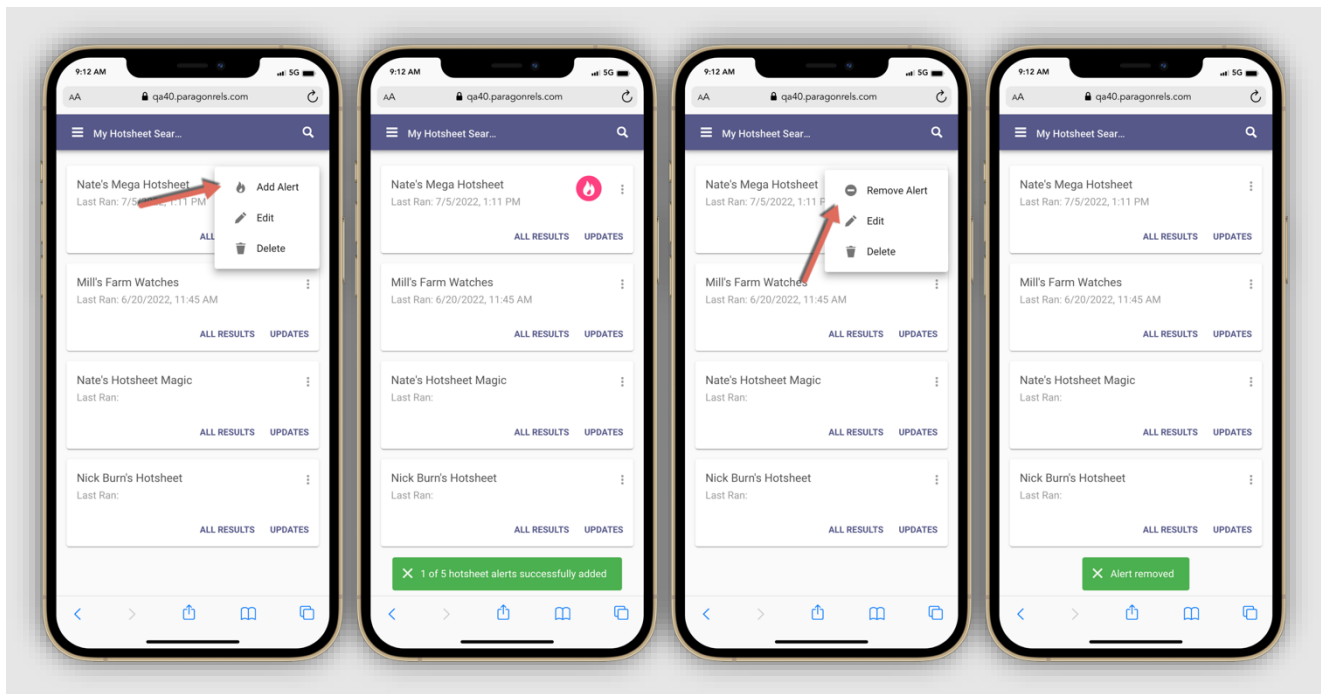 9:12 AM
5G
AA qa40.paragonrels.com
My Hotsheet Sear...
Nate's Mega Hotsheet
Last Ran: 7/5 1:11 PM
Add Alert
Edit
Delete
ALL
Mill's Farm Watches
Last Ran: 6/20/2022, 11:45 AM
ALL RESULTS UPDATES
Nate's Hotsheet Magic
Last Ran:
ALL RESULTS UPDATES
Nick Burn's Hotsheet
Last Ran:
ALL RESULTS UPDATES
9:12 AM
5G
AA qa40.paragonrels.com
My Hotsheet Sear...
Nate's Mega Hotsheet
Last Ran: 7/5/2022, 1:11 PM
ALL RESULTS UPDATES
Mill's Farm Watches
Last Ran: 6/20/2022, 11:45 AM
ALL RESULTS UPDATES
Nate's Hotsheet Magic
Last Ran:
ALL RESULTS UPDATES
Nick Burn's Hotsheet
Last Ran:
ALL RESULTS UPDATES
1 of 5 hotsheet alerts successfully added
9:12 AM
5G
AA qa40.paragonrels.com
My Hotsheet Sear...
Nate's Mega Hotsheet
Last Ran: 7/5/2022, 1:11 P
Remove Alert
Edit
Delete
Mill's Farm Watches
Last Ran: 6/20/2022, 11:45 AM
ALL RESULTS UPDATES
Nate's Hotsheet Magic
Last Ran:
ALL RESULTS UPDATES
Nick Burn's Hotsheet
Last Ran:
ALL RESULTS UPDATES
9:12 AM
5G
AA qa40.paragonrels.com
My Hotsheet Sear...
Nate's Mega Hotsheet
Last Ran: 7/5/2022, 1:11 PM
ALL RESULTS UPDATES
Mill's Farm Watches
Last Ran: 6/20/2022, 11:45 AM
ALL RESULTS UPDATES
Nate's Hotsheet Magic
Last Ran:
ALL RESULTS UPDATES
Nick Burn's Hotsheet
Last Ran:
ALL RESULTS UPDATES
Alert removed